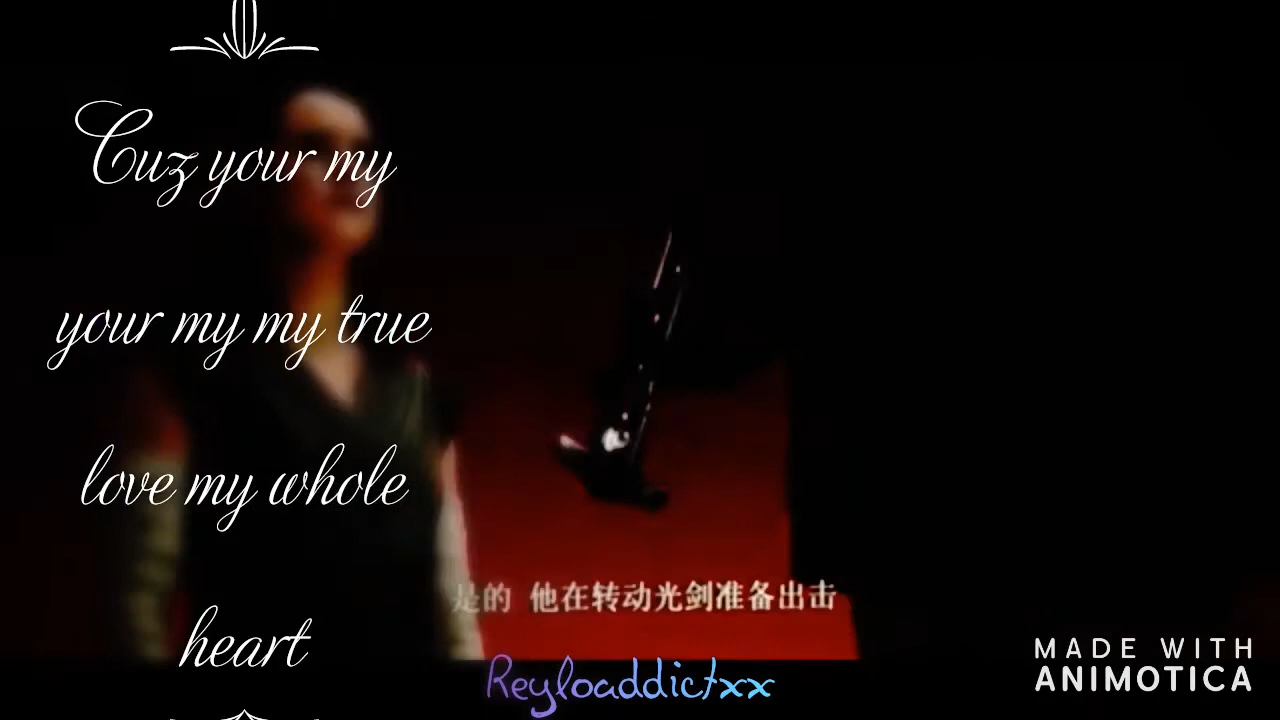 Cuz your my
your my my true
love my whole
heart
是的 他在转动光剑准备出击
Reyloaddictxx
MADE WITH
ANIMOTICA